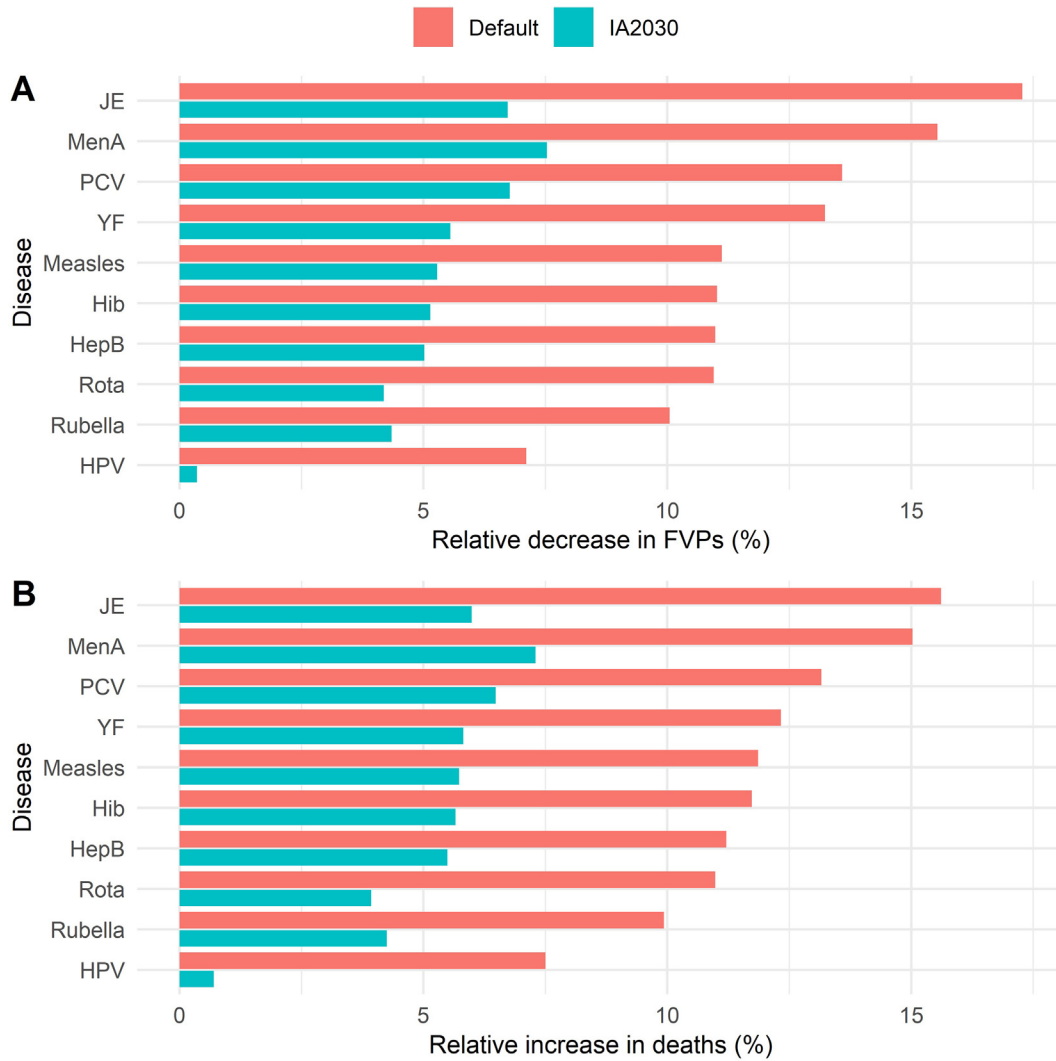 Default IA2030
A
JE
MenA
PCV
YF
Measles
Hib
HepB
Rota
Rubella
HPV
Disease
0 5 10 15
Relative decrease in FVPs (%)
B
JE
MenA
PCV
YF
Measles
Hib
HepB
Rota
Rubella
HPV
Disease
0 5 10 15
Relative increase in deaths (%)